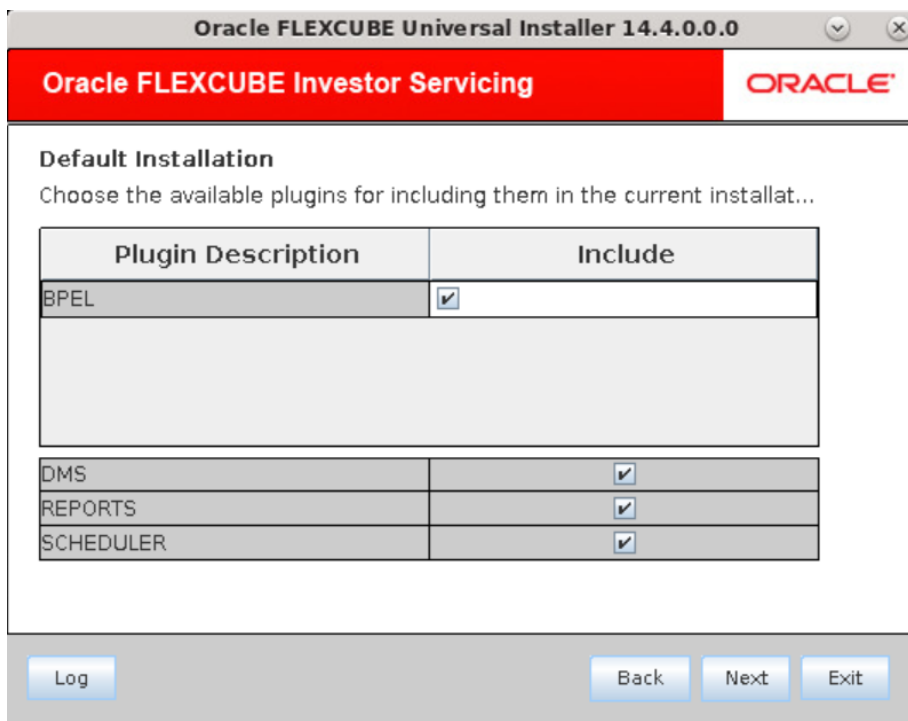 Oracle FLEXCUBE Universal Installer 14.4.0.0.0
Oracle FLEXCUBE Investor Servicing
ORACLE
Default Installation
Choose the available plugins for including them in the current installat...
Plugin Description Include
BPEL
DMS
REPORTS
SCHEDULER
Log Back Next Exit